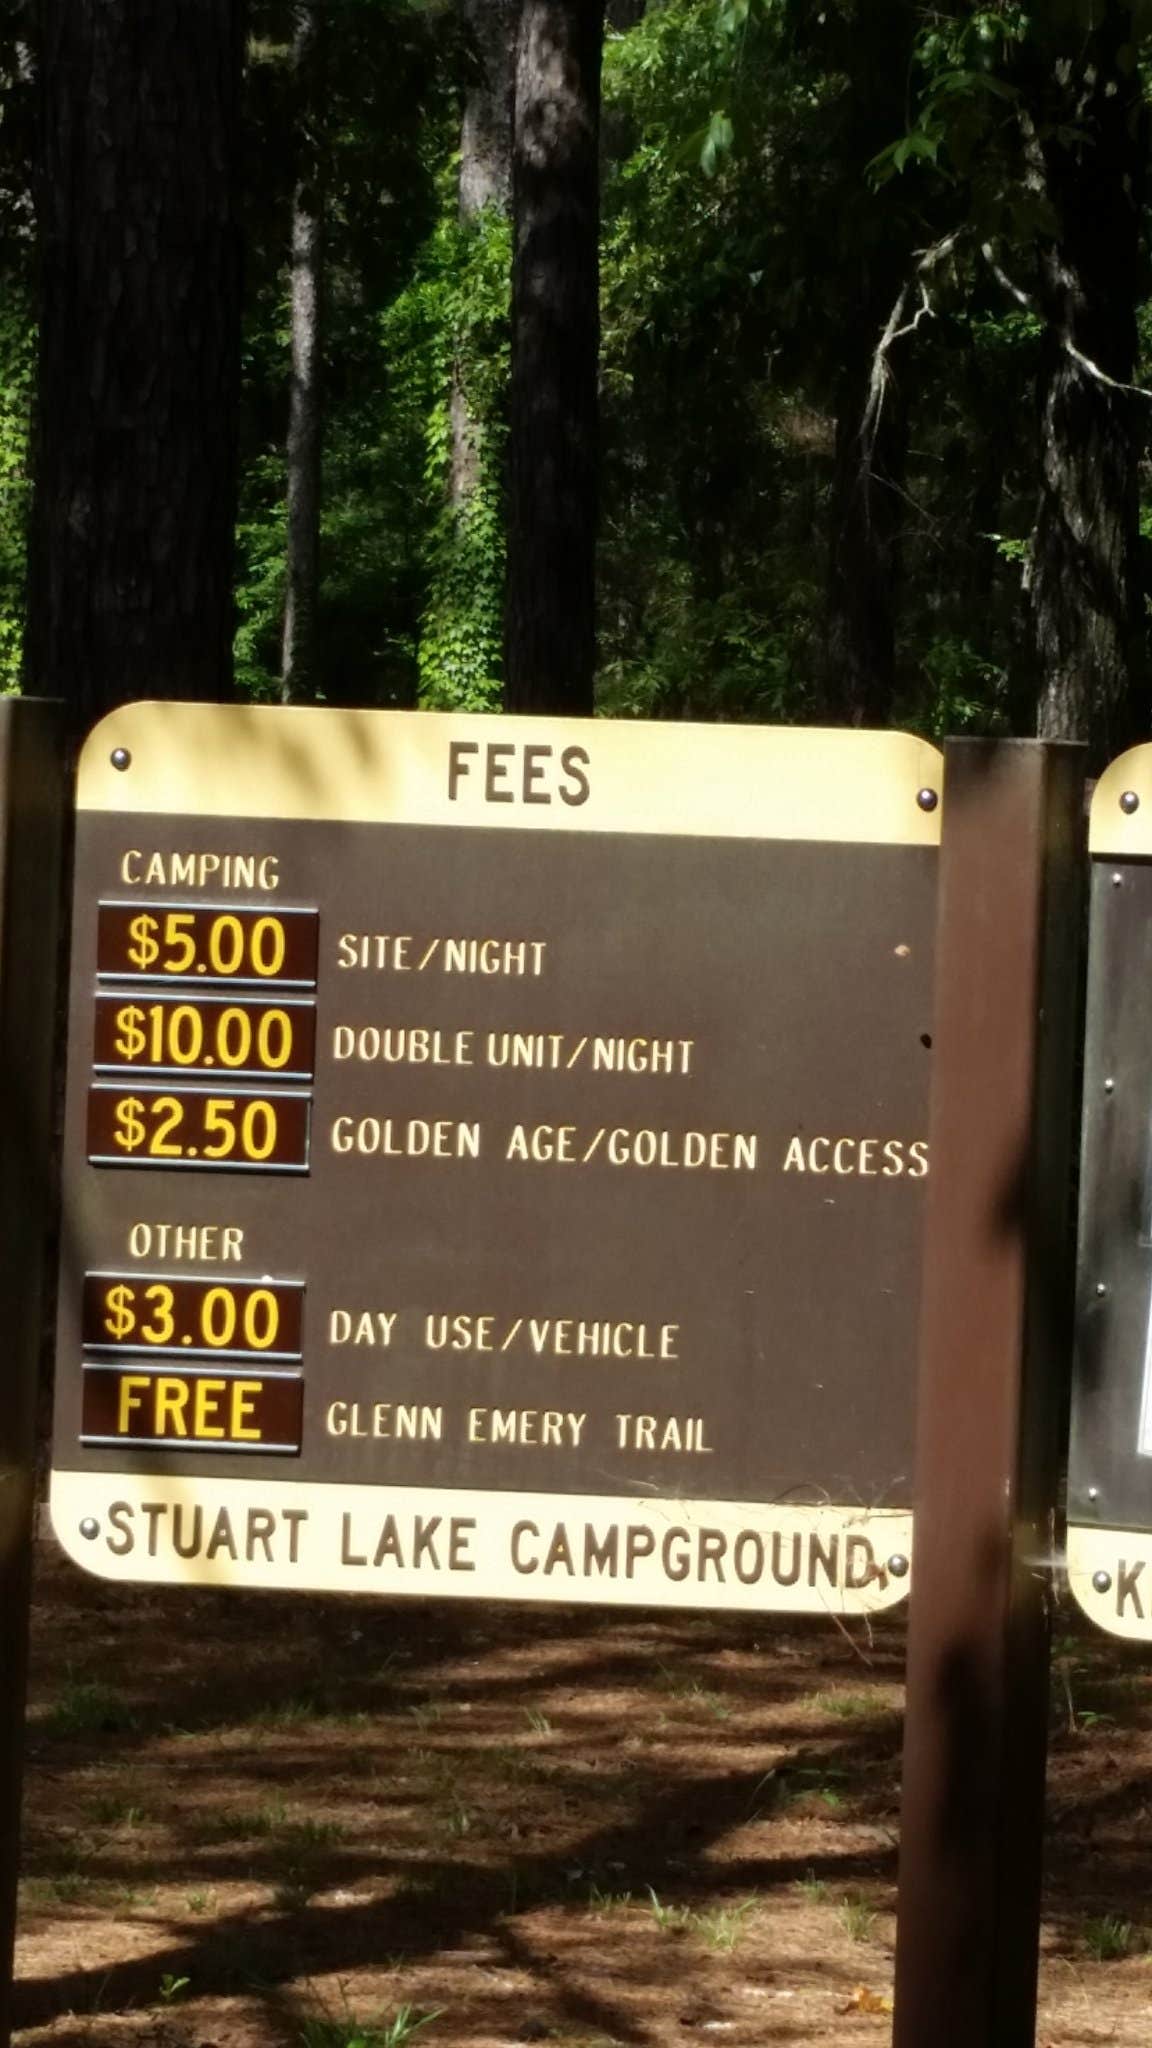 FEES
CAMPING
$5.00 SITE/NIGHT
$10.00 DOUBLE UNIT/NIGHT
$2.50 GOLDEN AGE/GOLDEN ACCESS
OTHER
$3.00 DAY USE/VEHICLE
FREE GLENN EMERY TRAIL
STUART LAKE CAMPGROUND